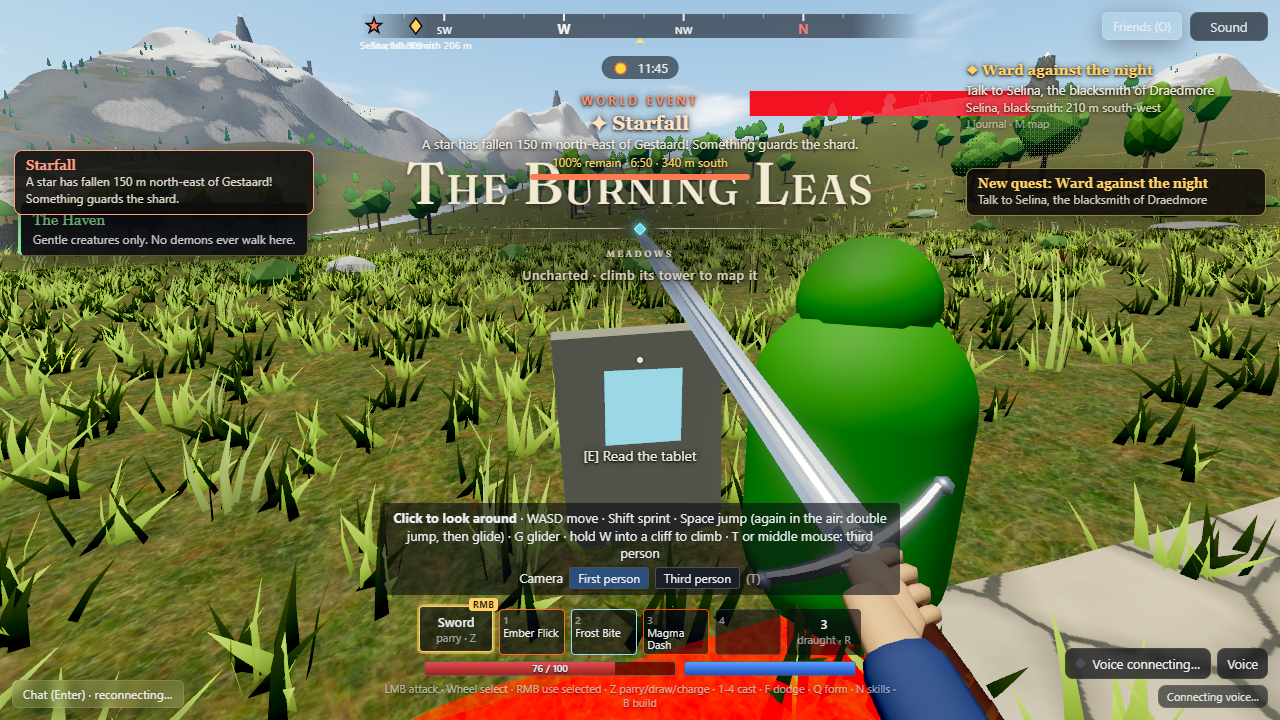 SW
W
NW
N
Friends (O)
Sound
11:45
WORLD EVENT
Starfall
A star has fallen 150 m north-east of Gestaard! Something guards the shard.
100% remain · 6:50 · 340 m south
THE BURNING LEAS
MEADOWS
Uncharted · climb its tower to map it
Starfall
A star has fallen 150 m north-east of Gestaard!
Something guards the shard.
The Haven
Gentle creatures only. No demons ever walk here.
Ward against the night
Talk to Selina, the blacksmith of Draedmore
Selina, blacksmith: 210 m south-west
J journal · M map
New quest: Ward against the night
Talk to Selina, the blacksmith of Draedmore
[E] Read the tablet
Click to look around · WASD move · Shift sprint · Space jump (again in the air: double
jump, then glide) · G glider · hold W into a cliff to climb · T or middle mouse: third
person
Camera First person Third person (T)
RMB
Sword
parry · Z
1
Ember Flick
2
Frost Bite
3
Magma
Dash
4
3
draught · R
76 / 100
LMB attack · Wheel select · RMB use selected · Z parry/draw/charge · 1-4 cast · F dodge · Q form · N skills ·
B build
Chat (Enter) · reconnecting...
Voice connecting...
Voice
Connecting voice...